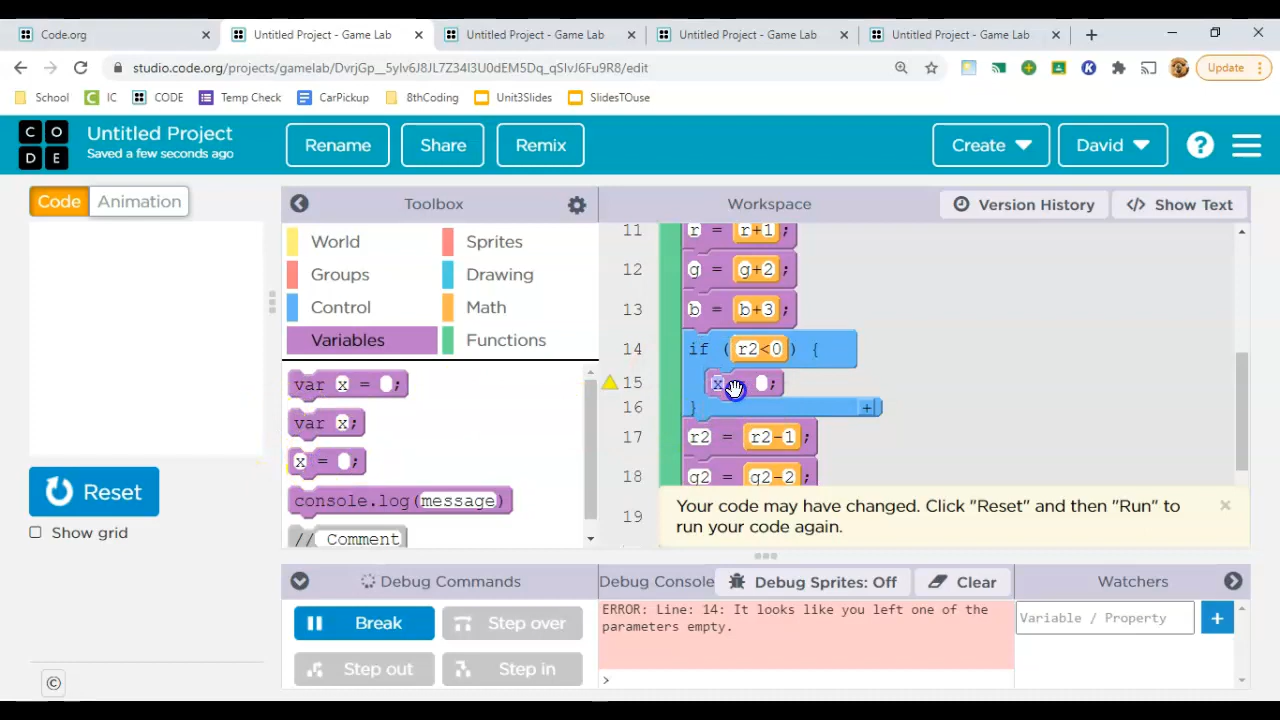 Code.org
Untitled Project - Game Lab
Untitled Project - Game Lab
Untitled Project - Game Lab
Untitled Project - Game Lab
studio.code.org/projects/gamelab/DvrjGp__5yIv6J8JL7Z34I3U0dEM5Dq_qSIvJ6Fu9R8/edit
Update
School
IC
CODE
Temp Check
CarPickup
8thCoding
Unit3Slides
SlidesTOuse
C O
D E
Untitled Project
Saved a few seconds ago
Rename
Share
Remix
Create
David
?
Code
Animation
Toolbox
Workspace
Version History
</> Show Text
World
Sprites
Groups
Drawing
Control
Math
Variables
Functions
var x = ;
var x;
x = ;
console.log(message)
// Comment
11 r = r+1 ;
12 g = g+2 ;
13 b = b+3 ;
14 if ( r2<0 ) {
15 x = ;
16 } +
17 r2 = r2-1 ;
18 g2 = g2-2 ;
19
Your code may have changed. Click "Reset" and then "Run" to
run your code again.
Reset
Show grid
Debug Commands
Debug Console
Debug Sprites: Off
Clear
Watchers
Break
Step over
Step out
Step in
ERROR: Line: 14: It looks like you left one of the
parameters empty.
>
Variable / Property
+
©